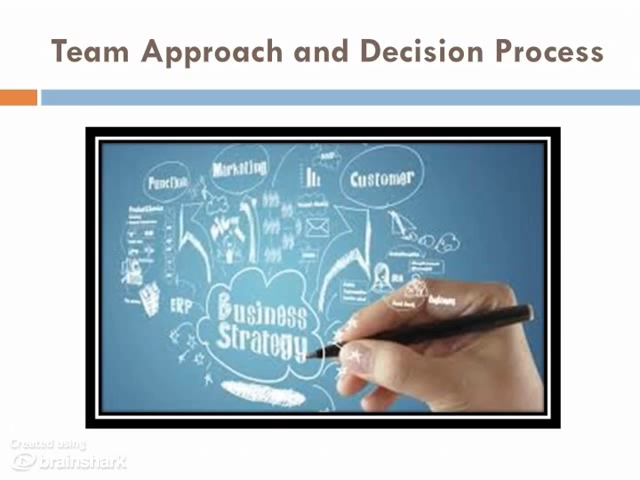 Team Approach and Decision Process
Function
Marketing
Customer
ERP
Business
Strategy
Created using
brainshark